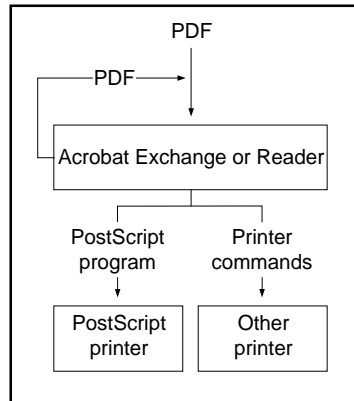 PDF
PDF
Acrobat Exchange or Reader
PostScript
program
Printer
commands
PostScript
printer
Other
printer